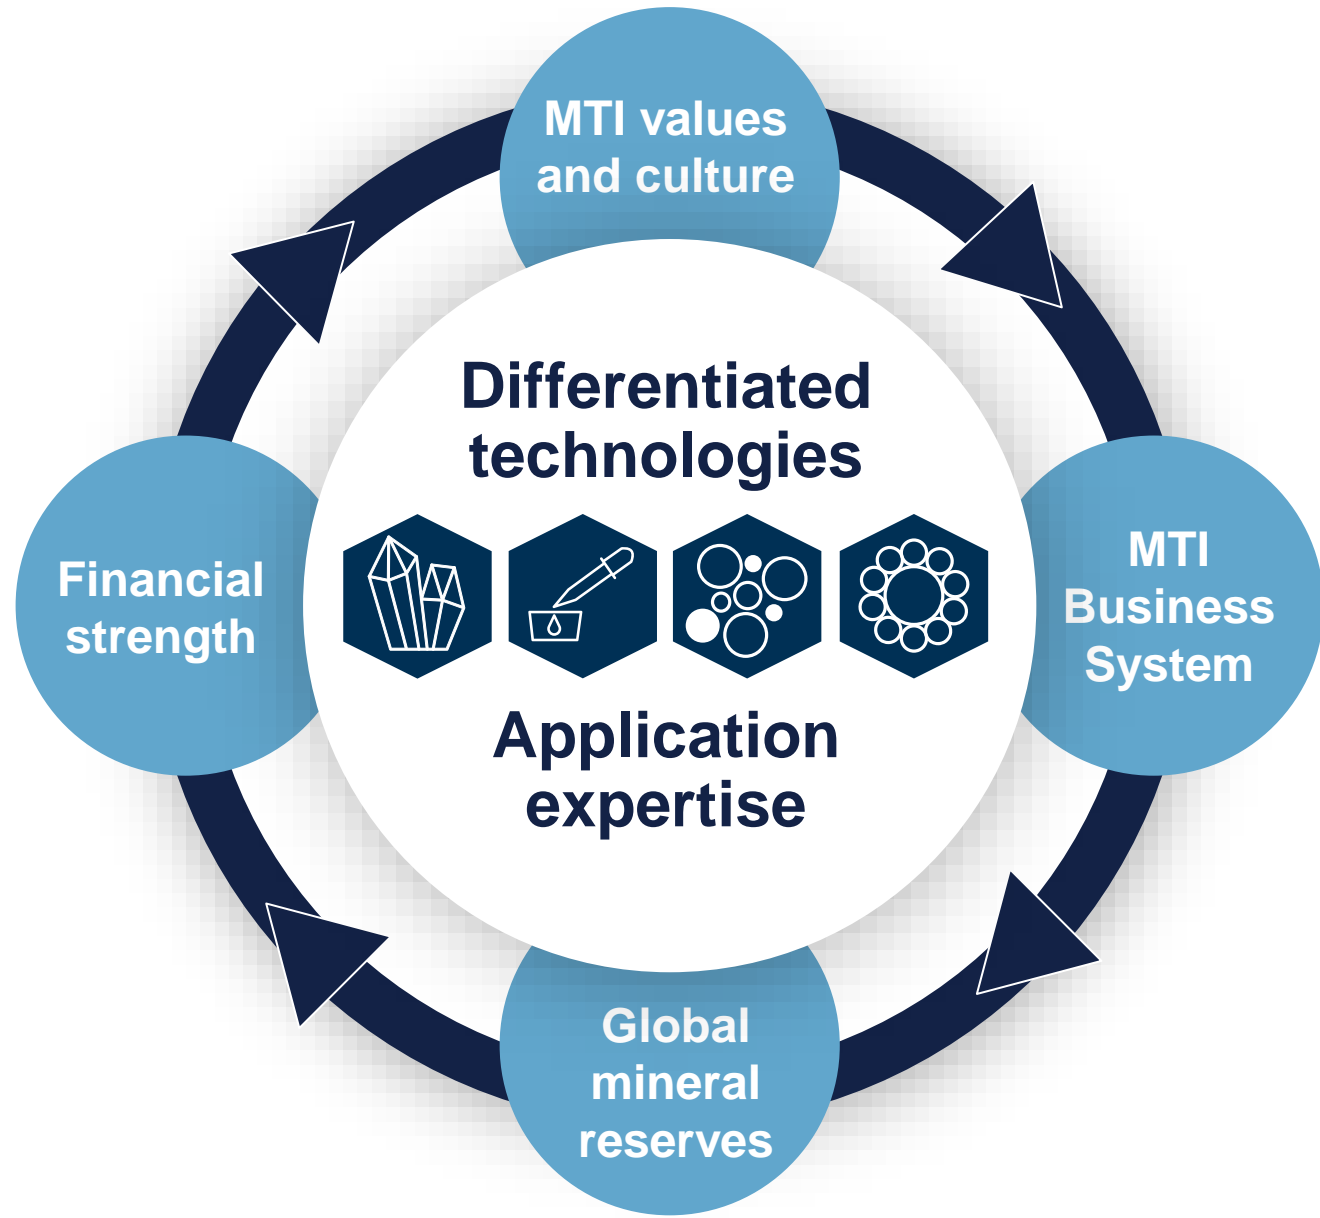 MTI values
and culture
Differentiated
technologies
Financial
strength
MTI
Business
System
Application
expertise
Global
mineral
reserves